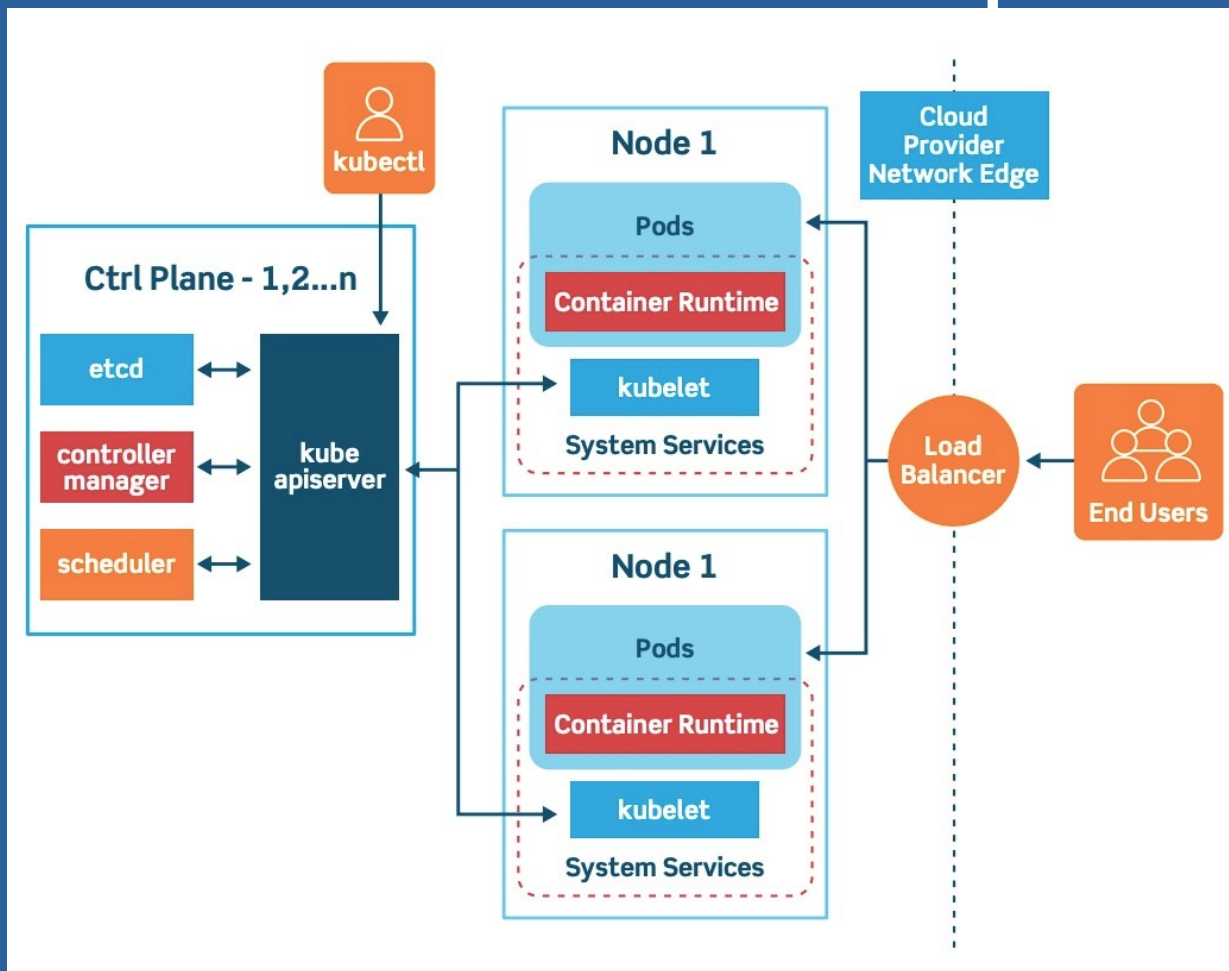 kubectl
Ctrl Plane - 1,2...n
etcd
controller
manager
scheduler
kube
apiserver
Node 1
Pods
Container Runtime
kubelet
System Services
Node 1
Pods
Container Runtime
kubelet
System Services
Cloud
Provider
Network Edge
Load
Balancer
End Users